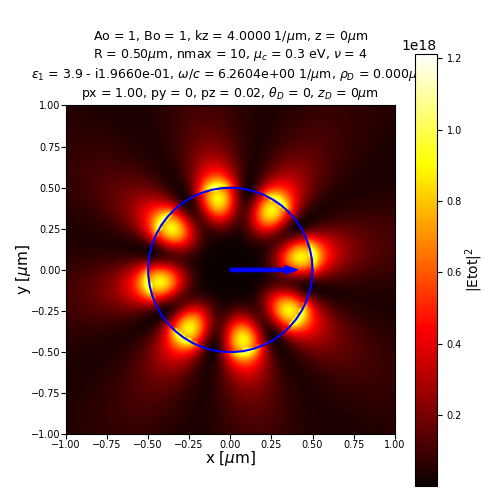 Ao = 1, Bo = 1, kz = 4.0000 1/μm, z = 0μm
R = 0.50μm, nmax = 10, μc = 0.3 eV, ν = 4
ε1 = 3.9 - i1.9660e-01, ω/c = 6.2604e+00 1/μm, ρD = 0.000μ
px = 1.00, py = 0, pz = 0.02, θD = 0, zD = 0μm
1e18
1.2
1.0
0.8
0.6
0.4
0.2
|Etot|²
1.00
0.75
0.50
0.25
0.00
−0.25
−0.50
−0.75
−1.00
y [μm]
−1.00 −0.75 −0.50 −0.25 0.00 0.25 0.50 0.75 1.00
x [μm]